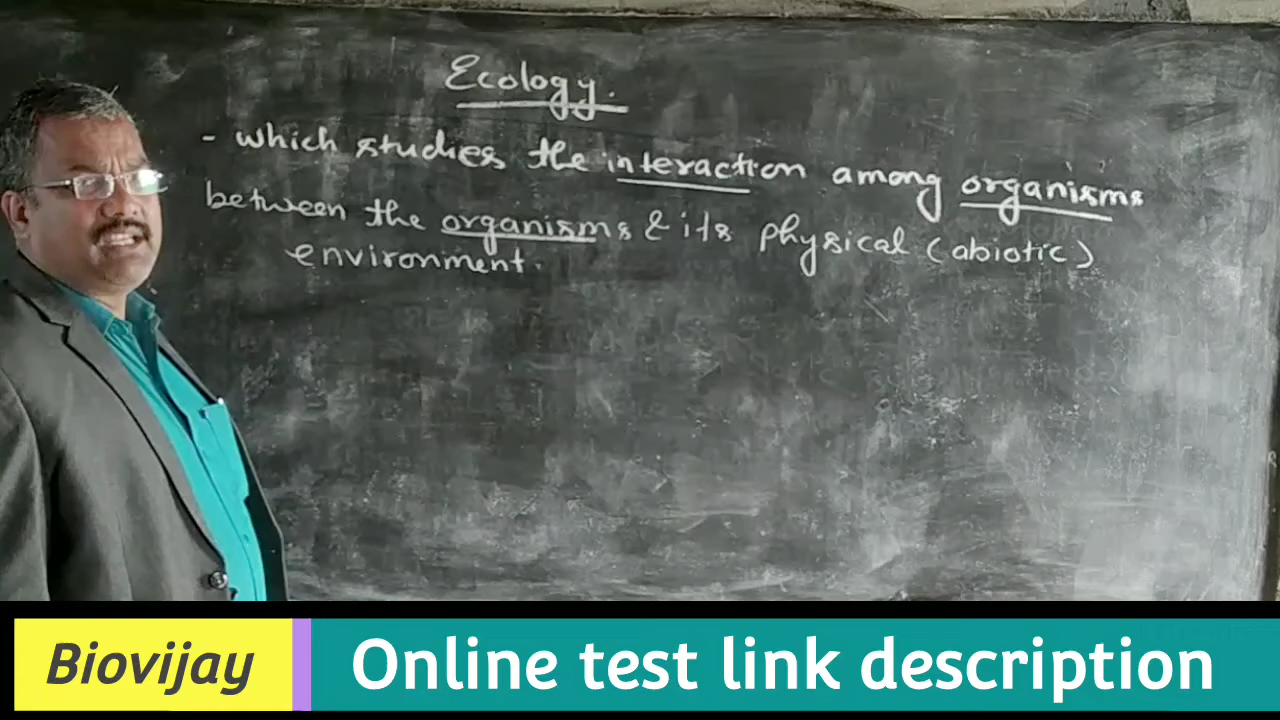 Ecology.
- which studies the interaction among organisms
between the organisms & its physical (abiotic)
environment.
Biovijay
Online test link description